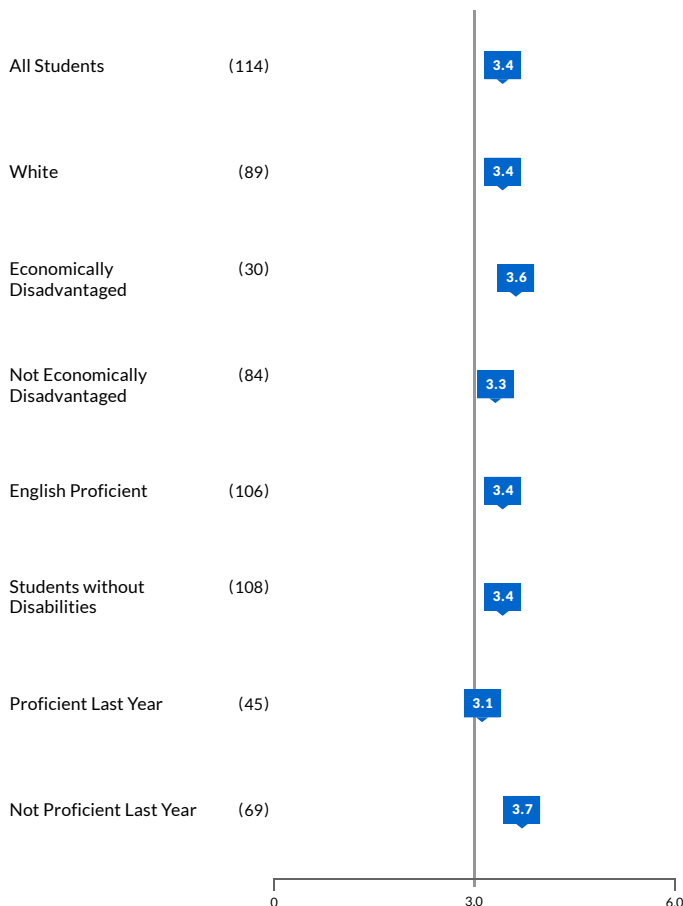 All Students (114) 3.4
White (89) 3.4
Economically (30)
Disadvantaged 3.6
Not Economically (84)
Disadvantaged 3.3
English Proficient (106) 3.4
Students without (108)
Disabilities 3.4
Proficient Last Year (45) 3.1
Not Proficient Last Year (69) 3.7
0 3.0 6.0